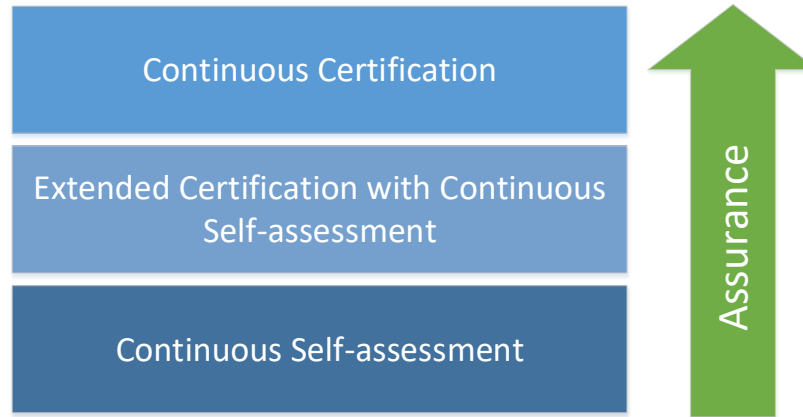 Continuous Certification
Extended Certification with Continuous
Self-assessment
Continuous Self-assessment
Assurance